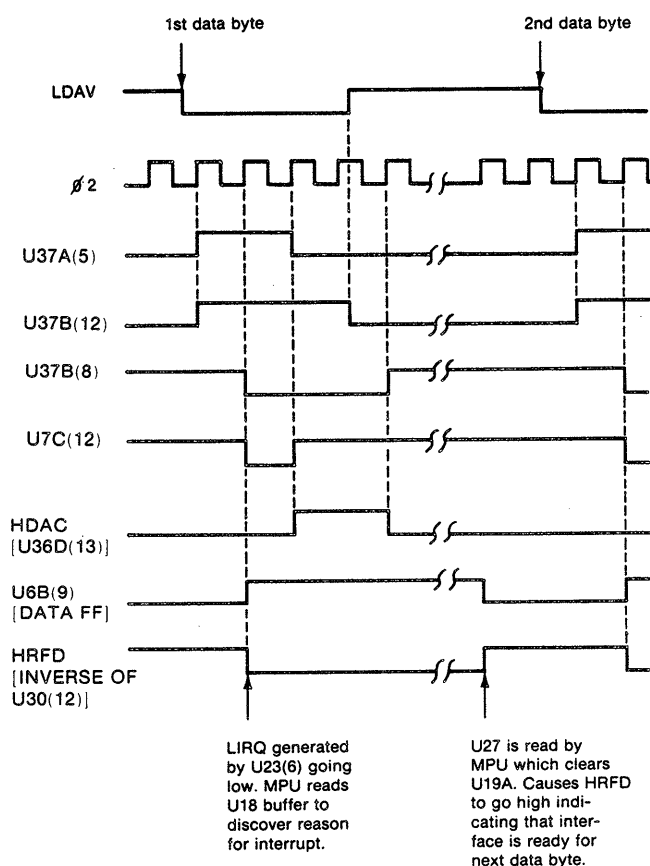 1st data byte
2nd data byte
LDAV
ø 2
U37A(5)
U37B(12)
U37B(8)
U7C(12)
HDAC
[U36D(13)]
U6B(9)
[DATA FF]
HRFD
[INVERSE OF
U30(12)]
LIRQ generated
by U23(6) going
low. MPU reads
U18 buffer to
discover reason
for interrupt.
U27 is read by
MPU which clears
U19A. Causes HRFD
to go high indi-
cating that inter-
face is ready for
next data byte.